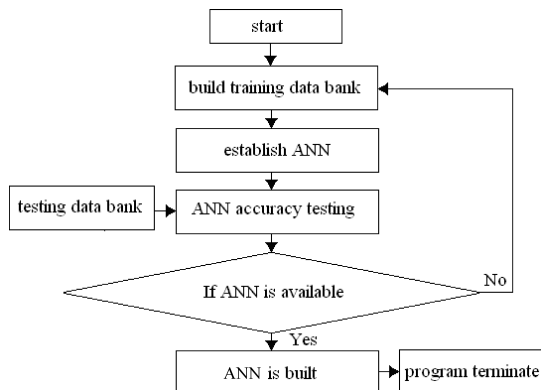 start
build training data bank
establish ANN
testing data bank
ANN accuracy testing
If ANN is available
No
Yes
ANN is built
program terminate